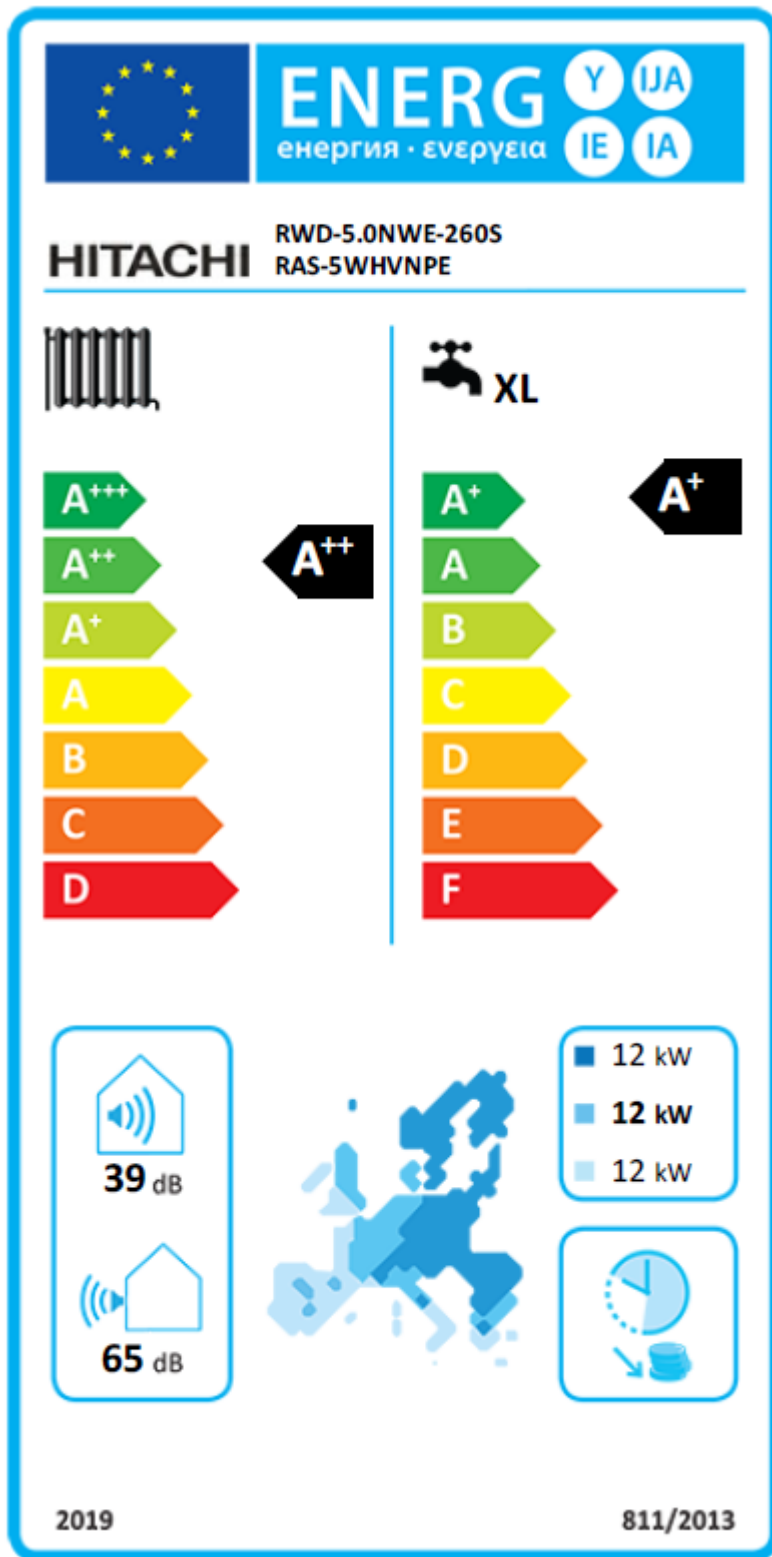 ENERG Y IJA
енергия · ενεργεια IE IA
HITACHI
RWD-5.0NWE-260S
RAS-5WHVNPE
XL
A+++
A++
A+
A
B
C
D
A++
A+
A
B
C
D
E
F
A+
39 dB
65 dB
12 kW
12 kW
12 kW
2019
811/2013